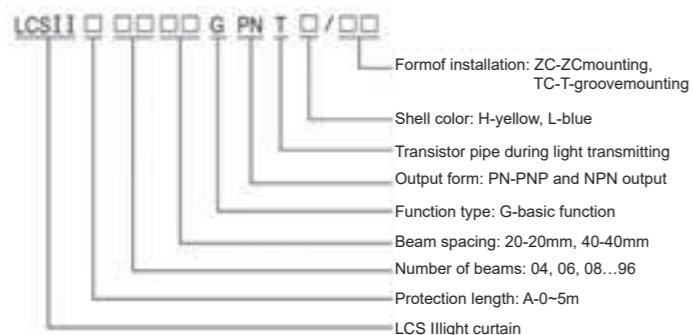 LCSII□ □□□□ G PN T □/□□
Formof installation: ZC-ZCmounting,
TC-T-groovemounting
Shell color: H-yellow, L-blue
Transistor pipe during light transmitting
Output form: PN-PNP and NPN output
Function type: G-basic function
Beam spacing: 20-20mm, 40-40mm
Number of beams: 04, 06, 08…96
Protection length: A-0~5m
LCS IIlight curtain